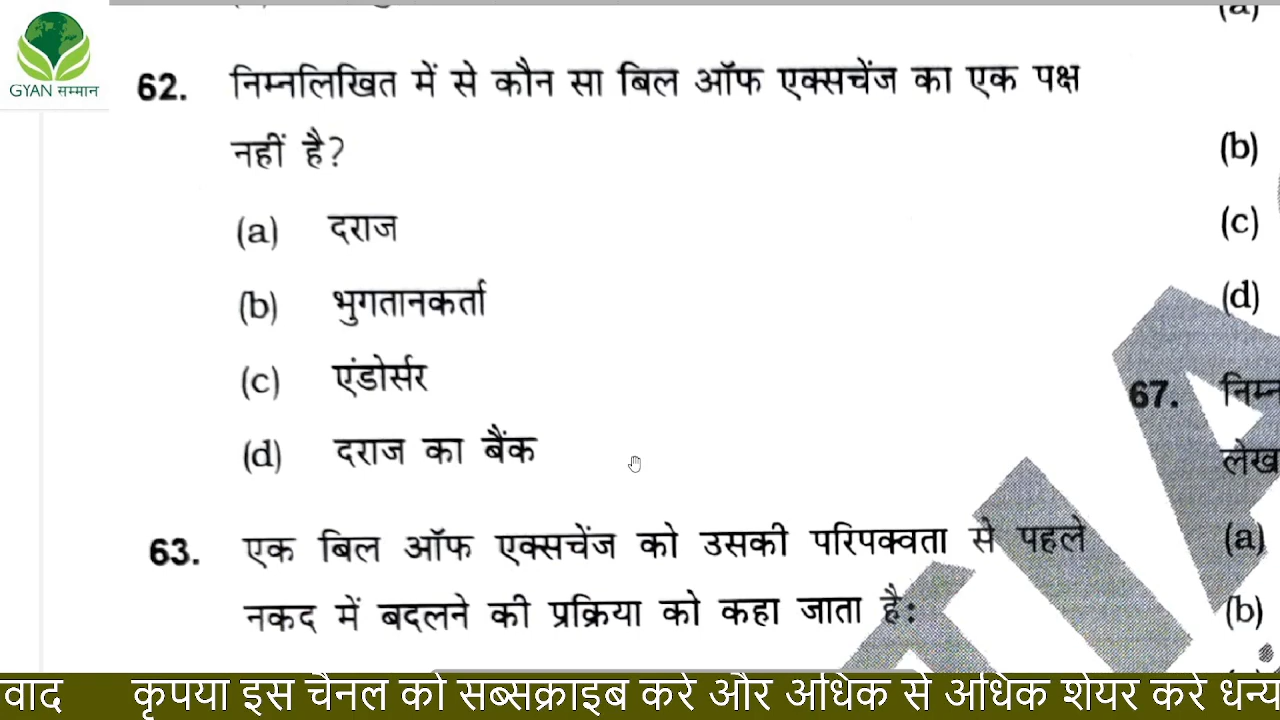 (a)
GYAN सम्मान
62. निम्नलिखित में से कौन सा बिल ऑफ एक्सचेंज का एक पक्ष
नहीं है?
(a) दराज
(b) भुगतानकर्ता
(c) एंडोर्सर
(d) दराज का बैंक
63. एक बिल ऑफ एक्सचेंज को उसकी परिपक्वता से पहले
नकद में बदलने की प्रक्रिया को कहा जाता है:
(b)
(c)
(d)
67. निम्न
लेख
(a)
(b)
वाद कृपया इस चैनल को सब्सक्राइब करे और अधिक से अधिक शेयर करे धन्य